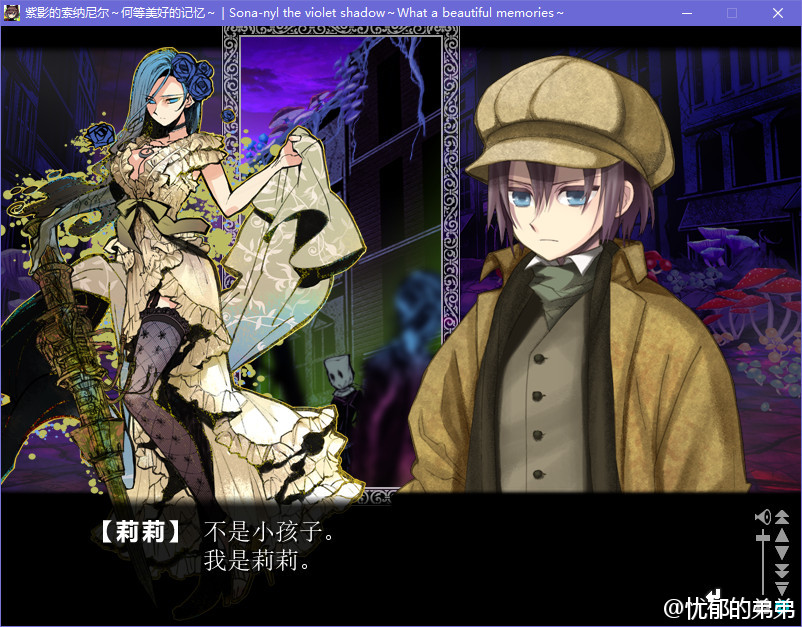 紫影的索纳尼尔～何等美好的记忆～ | Sona-nyl the violet shadow～What a beautiful memories～
【莉莉】 不是小孩子。
我是莉莉。
@忧郁的弟弟